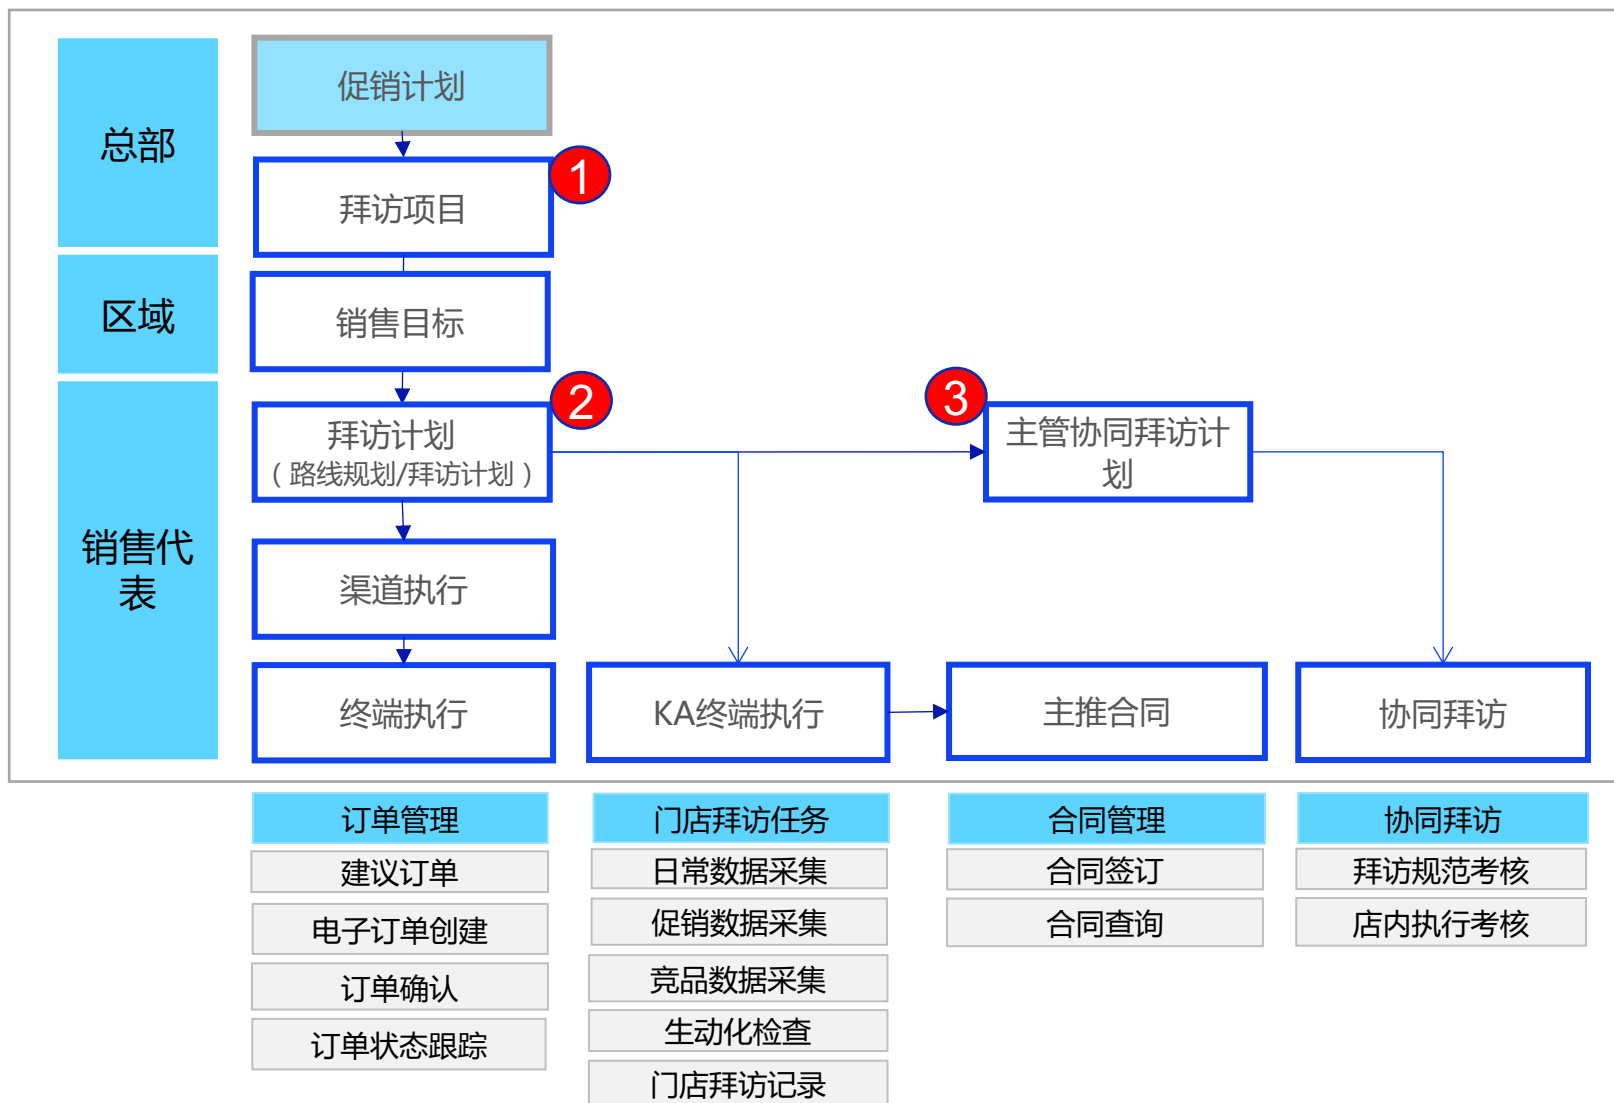 总部
促销计划
拜访项目
1
区域
销售目标
销售代
表
拜访计划
（路线规划/拜访计划）
2
3
主管协同拜访计
划
渠道执行
终端执行
KA终端执行
主推合同
协同拜访
订单管理
建议订单
电子订单创建
订单确认
订单状态跟踪
门店拜访任务
日常数据采集
促销数据采集
竞品数据采集
生动化检查
门店拜访记录
合同管理
合同签订
合同查询
协同拜访
拜访规范考核
店内执行考核